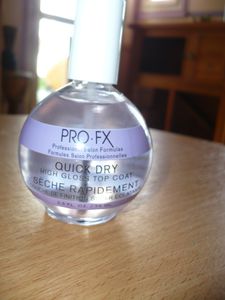 PRO·FX
Professional Salon Formulas
Formules Salon Professionnelles
QUICK DRY
HIGH GLOSS TOP COAT
SÈCHE RAPIDEMENT